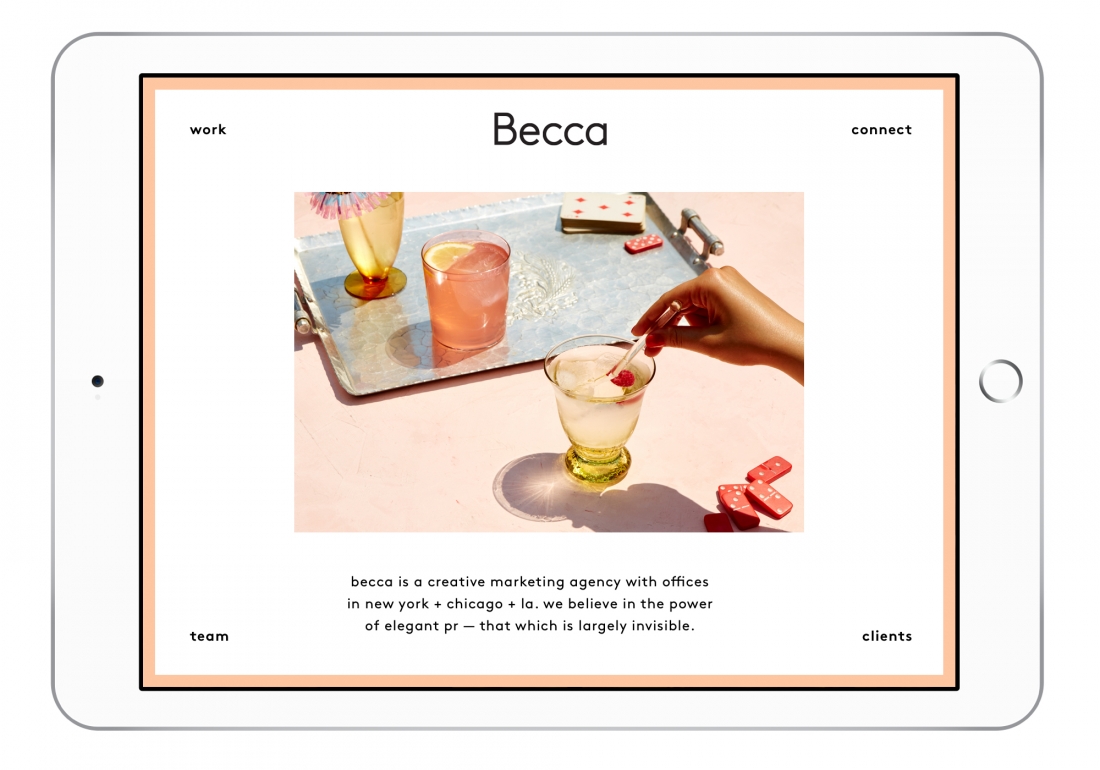 work
Becca
connect
becca is a creative marketing agency with offices
in new york + chicago + la. we believe in the power
of elegant pr — that which is largely invisible.
team
clients